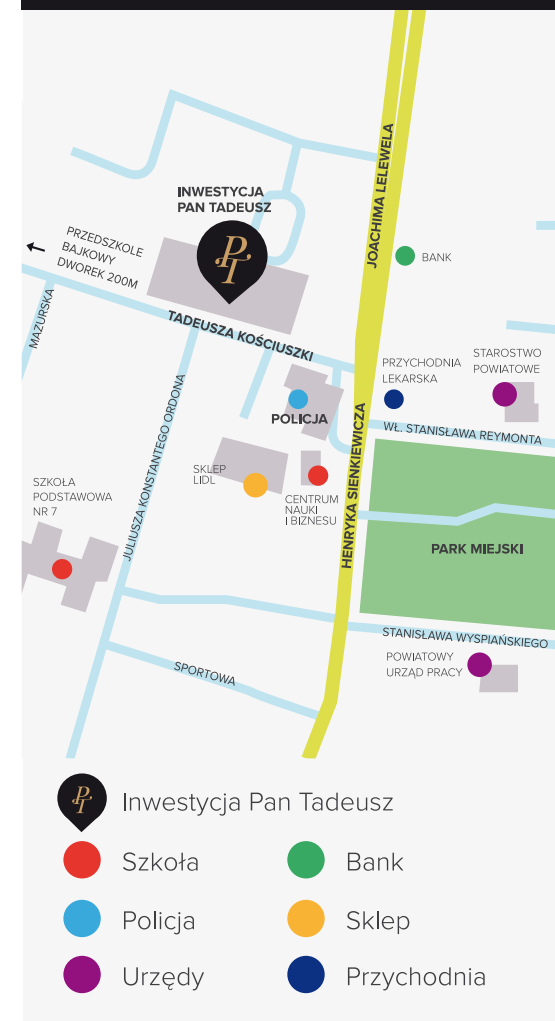 JOACHIMA LELEWELA
INWESTYCJA
PAN TADEUSZ
PT
PRZEDSZKOLE
BAJKOWY
DWOREK 200M
BANK
MAZURSKA
TADEUSZA KOŚCIUSZKI
PRZYCHODNIA
LEKARSKA
STAROSTWO
POWIATOWE
POLICJA
WŁ. STANISŁAWA REYMONTA
JULIUSZA KONSTANTEGO ORDONA
HENRYKA SIENKIEWICZA
SKLEP
LIDL
SZKOŁA
PODSTAWOWA
NR 7
CENTRUM
NAUKI
I BIZNESU
PARK MIEJSKI
STANISŁAWA WYSPIAŃSKIEGO
POWIATOWY
URZĄD PRACY
SPORTOWA
PT
Inwestycja Pan Tadeusz
Szkoła
Bank
Policja
Sklep
Urzędy
Przychodnia